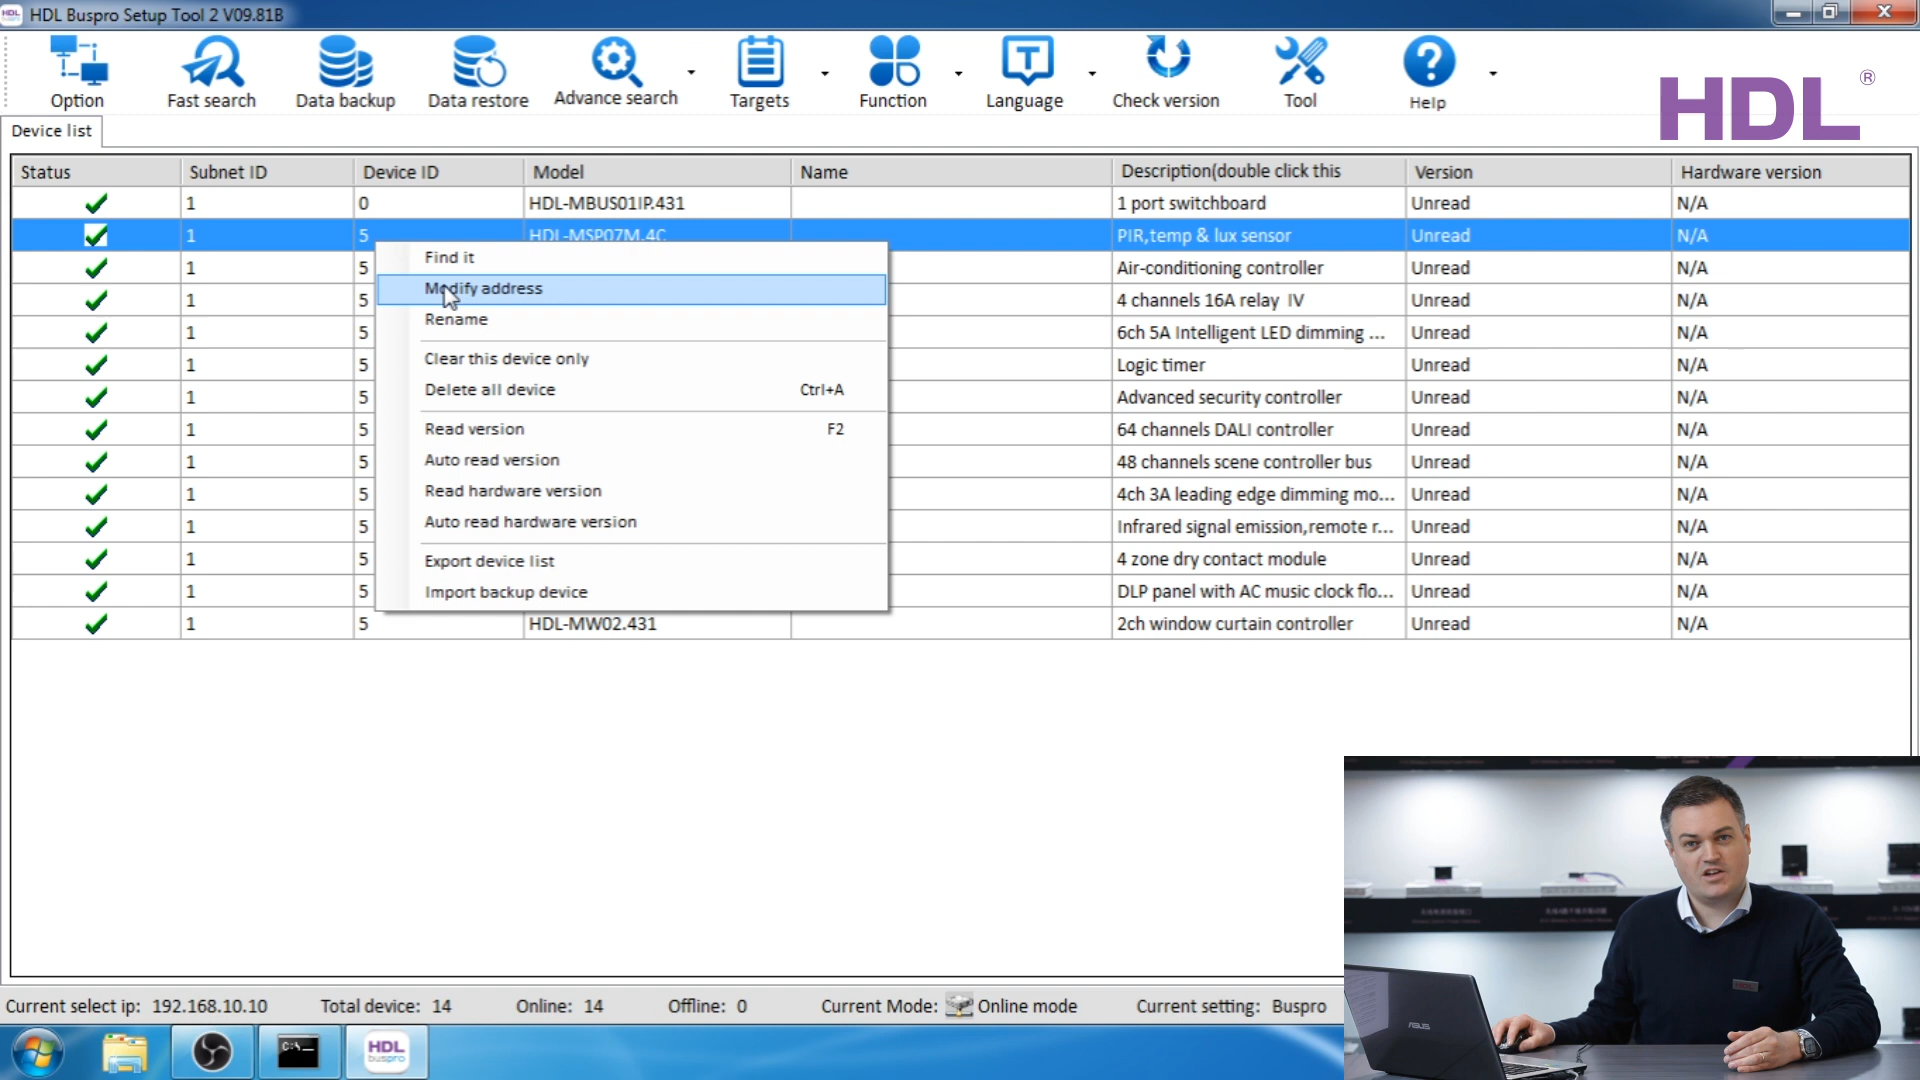 HDL Buspro Setup Tool 2 V09.81B
Option Fast search Data backup Data restore Advance search Targets Function Language Check version Tool Help
HDL ®
Device list
Status Subnet ID Device ID Model Name Description(double click this Version Hardware version
1 0 HDL-MBUS01IP.431 1 port switchboard Unread N/A
1 5 HDL-MSP07M.4C PIR,temp & lux sensor Unread N/A
1 5 Air-conditioning controller Unread N/A
1 5 4 channels 16A relay IV Unread N/A
1 5 6ch 5A Intelligent LED dimming ... Unread N/A
1 5 Logic timer Unread N/A
1 5 Advanced security controller Unread N/A
1 5 64 channels DALI controller Unread N/A
1 5 48 channels scene controller bus Unread N/A
1 5 4ch 3A leading edge dimming mo... Unread N/A
1 5 Infrared signal emission,remote r... Unread N/A
1 5 4 zone dry contact module Unread N/A
1 5 DLP panel with AC music clock flo... Unread N/A
1 5 HDL-MW02.431 2ch window curtain controller Unread N/A
Find it
Modify address
Rename
Clear this device only
Delete all device Ctrl+A
Read version F2
Auto read version
Read hardware version
Auto read hardware version
Export device list
Import backup device
Current select ip: 192.168.10.10 Total device: 14 Online: 14 Offline: 0 Current Mode: Online mode Current setting: Buspro
C:\
HDL
buspro
ASUS
HDL